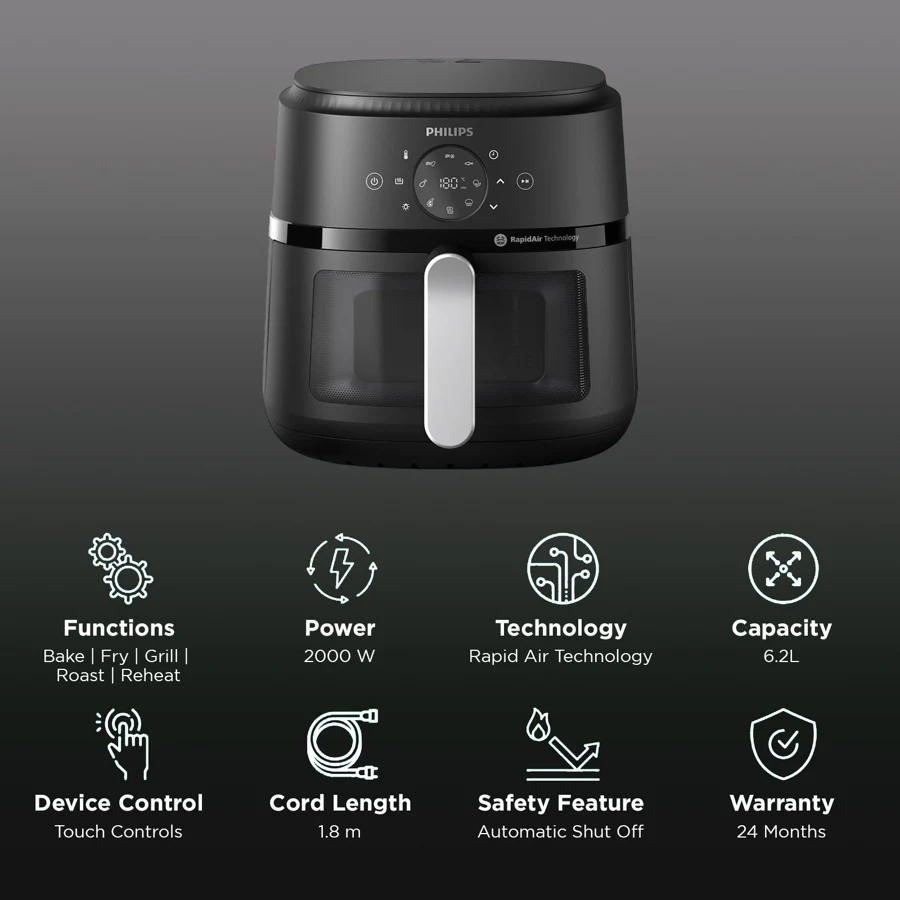 PHILIPS
180 °C
RapidAir Technology
Functions
Bake | Fry | Grill |
Roast | Reheat
Power
2000 W
Technology
Rapid Air Technology
Capacity
6.2L
Device Control
Touch Controls
Cord Length
1.8 m
Safety Feature
Automatic Shut Off
Warranty
24 Months